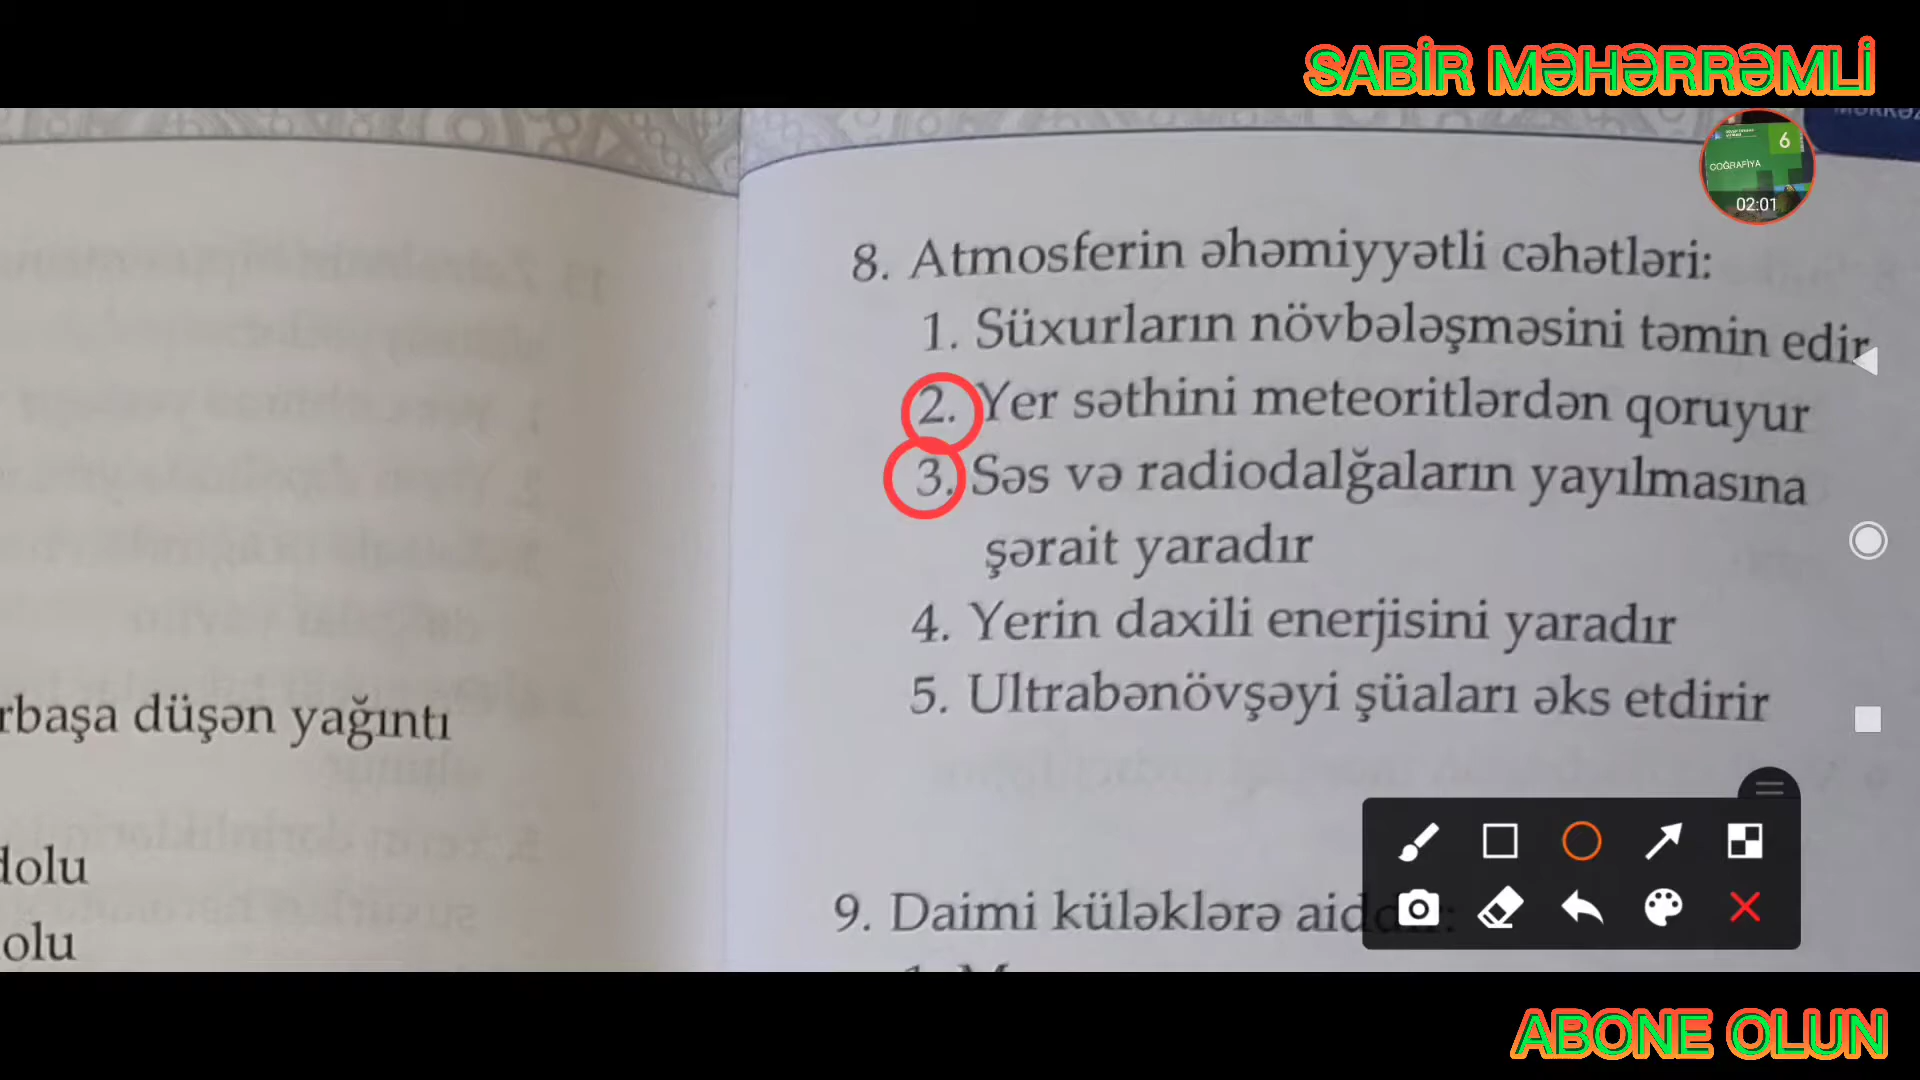 SABİR MƏHƏRRƏMLİ
6
COĞRAFİYA
02:01
8. Atmosferin əhəmiyyətli cəhətləri:
1. Süxurların növbələşməsini təmin edir
2. Yer səthini meteoritlərdən qoruyur
3. Səs və radiodalğaların yayılmasına
şərait yaradır
4. Yerin daxili enerjisini yaradır
5. Ultrabənövşəyi şüaları əks etdirir
9. Daimi küləklərə aiddir:
rbaşa düşən yağıntı
dolu
olu
ABONE OLUN